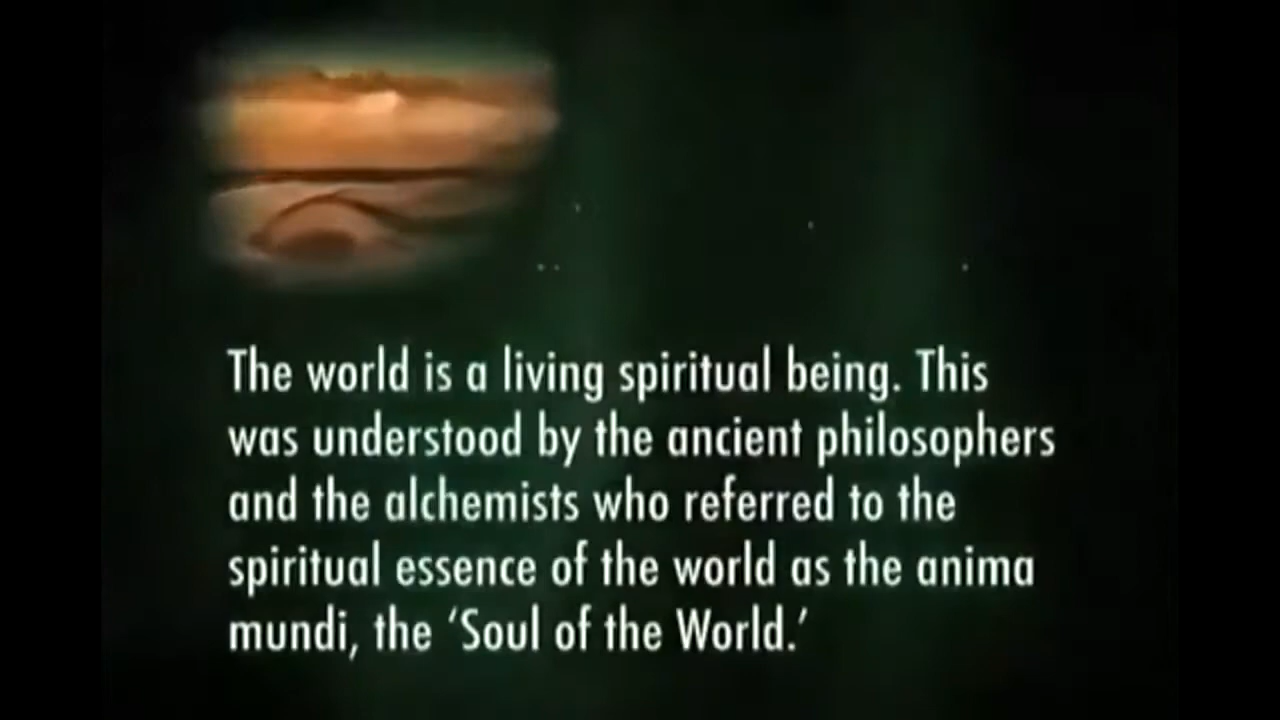 The world is a living spiritual being. This
was understood by the ancient philosophers
and the alchemists who referred to the
spiritual essence of the world as the anima
mundi, the ‘Soul of the World.’